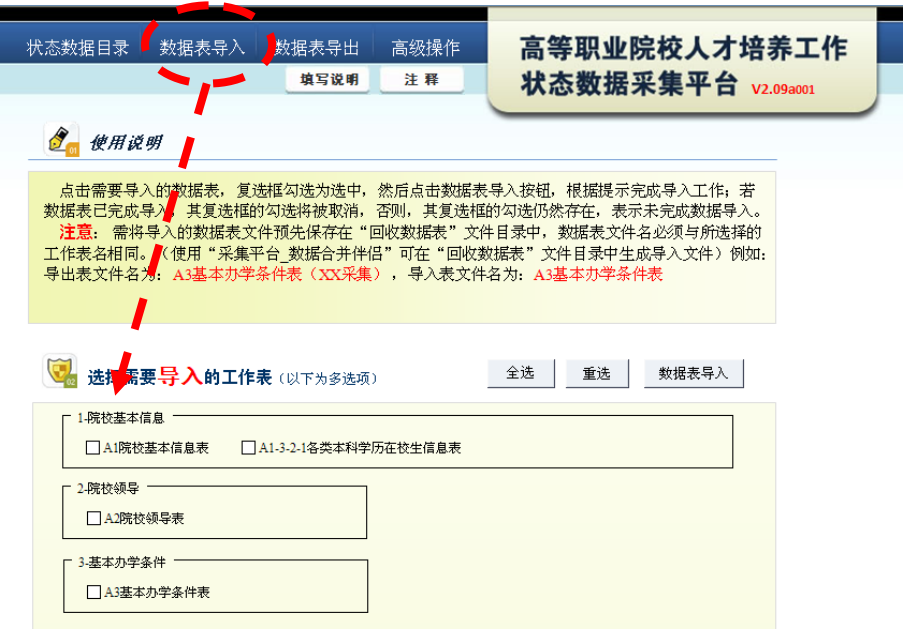 状态数据目录 数据表导入 数据表导出 高级操作
高等职业院校人才培养工作
状态数据采集平台 V2.09a001
填写说明 注 释
01 使用说明
点击需要导入的数据表，复选框勾选为选中，然后点击数据表导入按钮，根据提示完成导入工作；若
数据表已完成导入，其复选框的勾选将被取消，否则，其复选框的勾选仍然存在，表示未完成数据导入。
注意：需将导入的数据表文件预先保存在“回收数据表”文件目录中，数据表文件名必须与所选择的
工作表名相同。（使用“采集平台_数据合并伴侣”可在“回收数据表”文件目录中生成导入文件）例如：
导出表文件名为：A3基本办学条件表（XX采集），导入表文件名为：A3基本办学条件表
02 选择需要导入的工作表（以下为多选项） 全选 重选 数据表导入
1-院校基本信息
A1院校基本信息表 A1-3-2-1各类本科学历在校生信息表
2-院校领导
A2院校领导表
3-基本办学条件
A3基本办学条件表